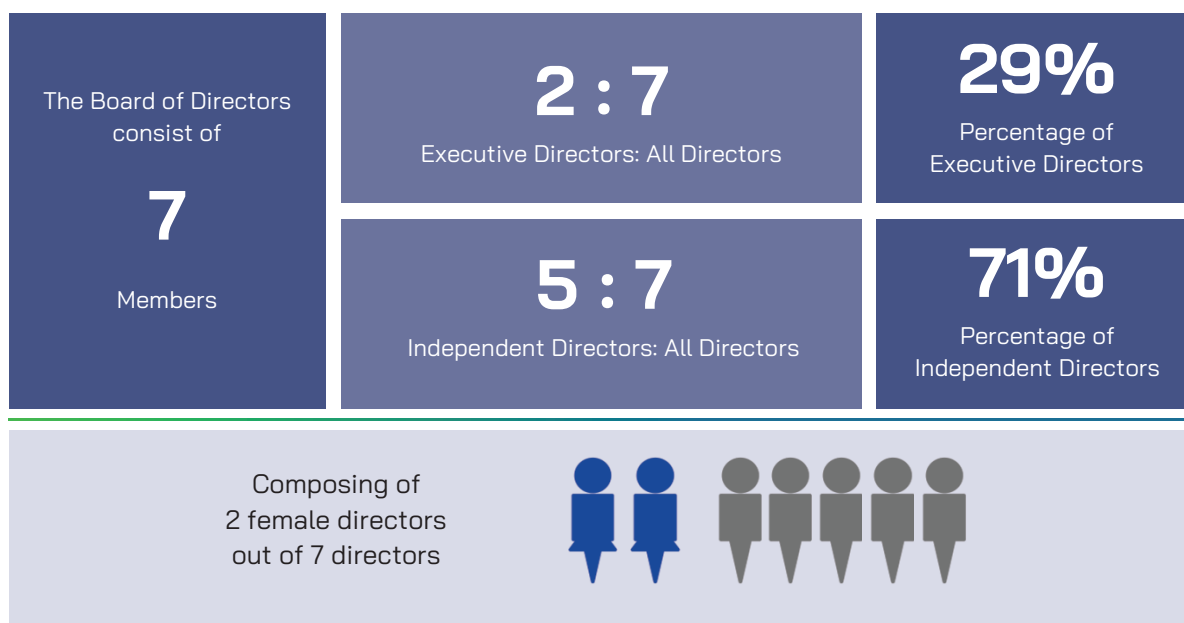 The Board of Directors
consist of
7
Members
2 : 7
Executive Directors: All Directors
5 : 7
Independent Directors: All Directors
29%
Percentage of
Executive Directors
71%
Percentage of
Independent Directors
Composing of
2 female directors
out of 7 directors